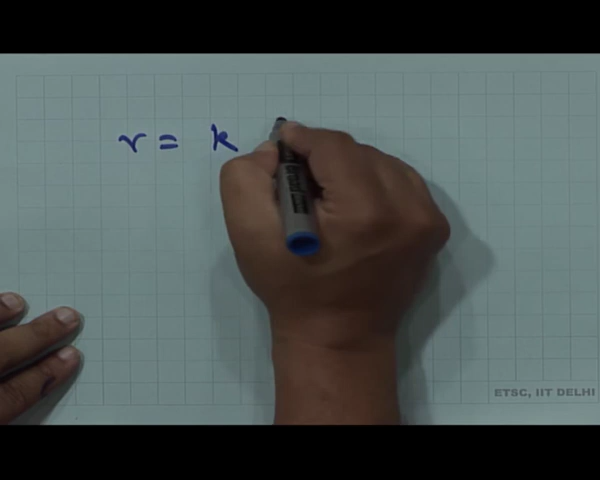 r = k
ETSC, IIT DELHI